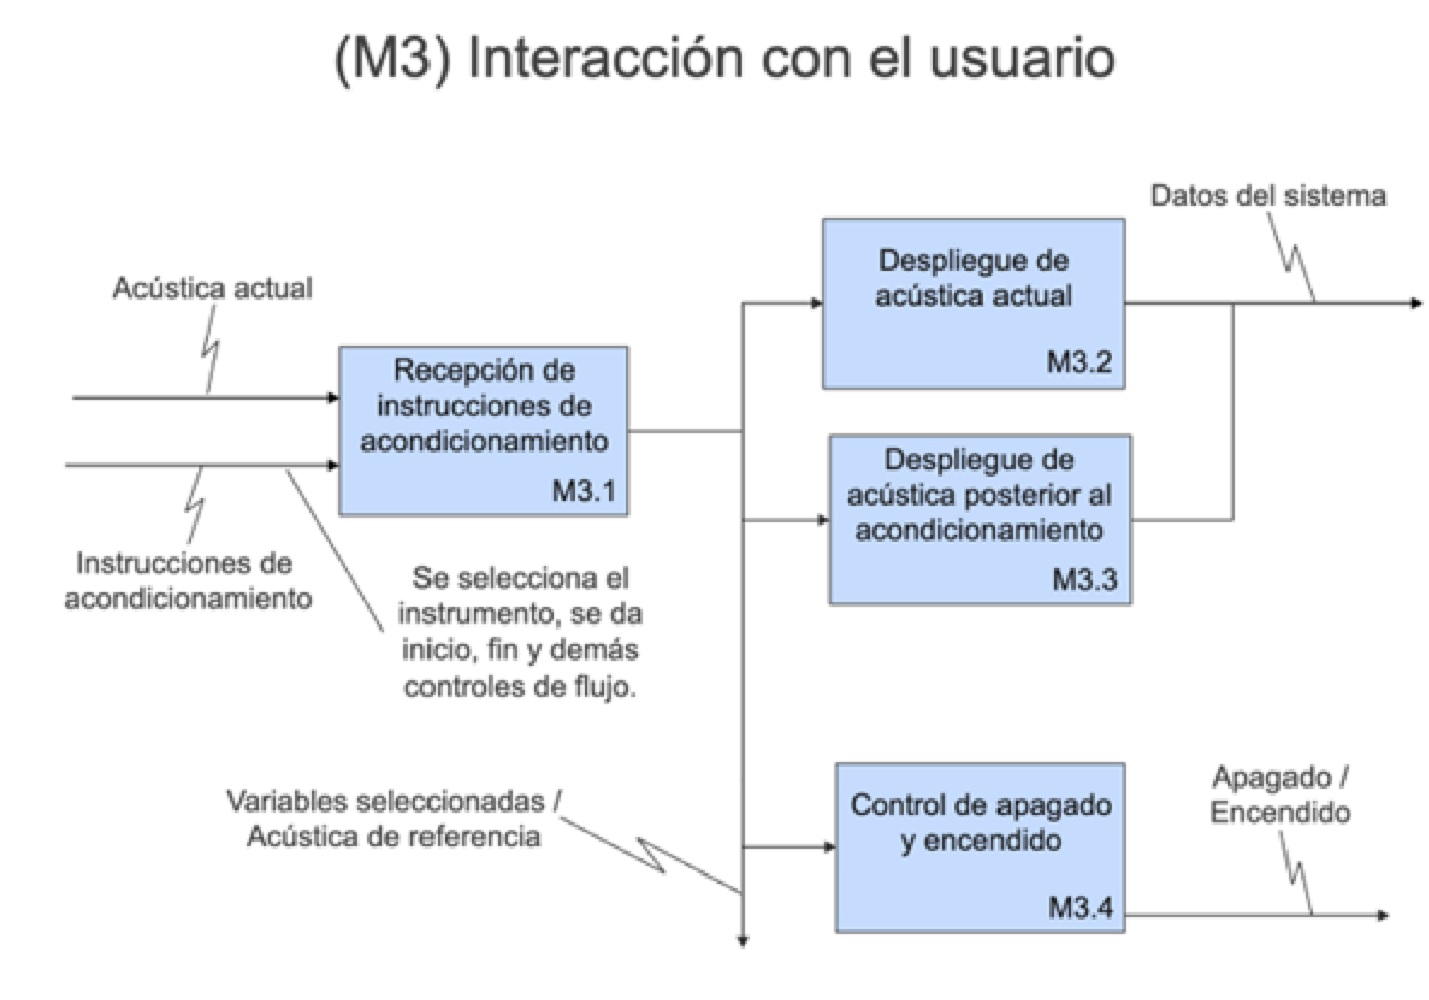 (M3) Interacción con el usuario
Datos del sistema
Despliegue de
acústica actual
M3.2
Acústica actual
Recepción de
instrucciones de
acondicionamiento
M3.1
Despliegue de
acústica posterior al
acondicionamiento
M3.3
Instrucciones de
acondicionamiento
Se selecciona el
instrumento, se da
inicio, fin y demás
controles de flujo.
Variables seleccionadas /
Acústica de referencia
Control de apagado
y encendido
M3.4
Apagado /
Encendido